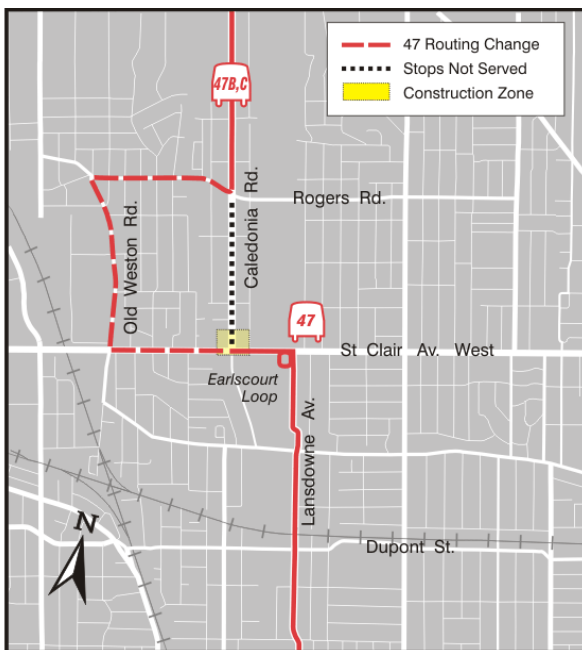 47 Routing Change
Stops Not Served
Construction Zone
47B,C
Rogers Rd.
Caledonia Rd.
Old Weston Rd.
47
St Clair Av. West
Earlscourt
Loop
Lansdowne Av.
Dupont St.
N